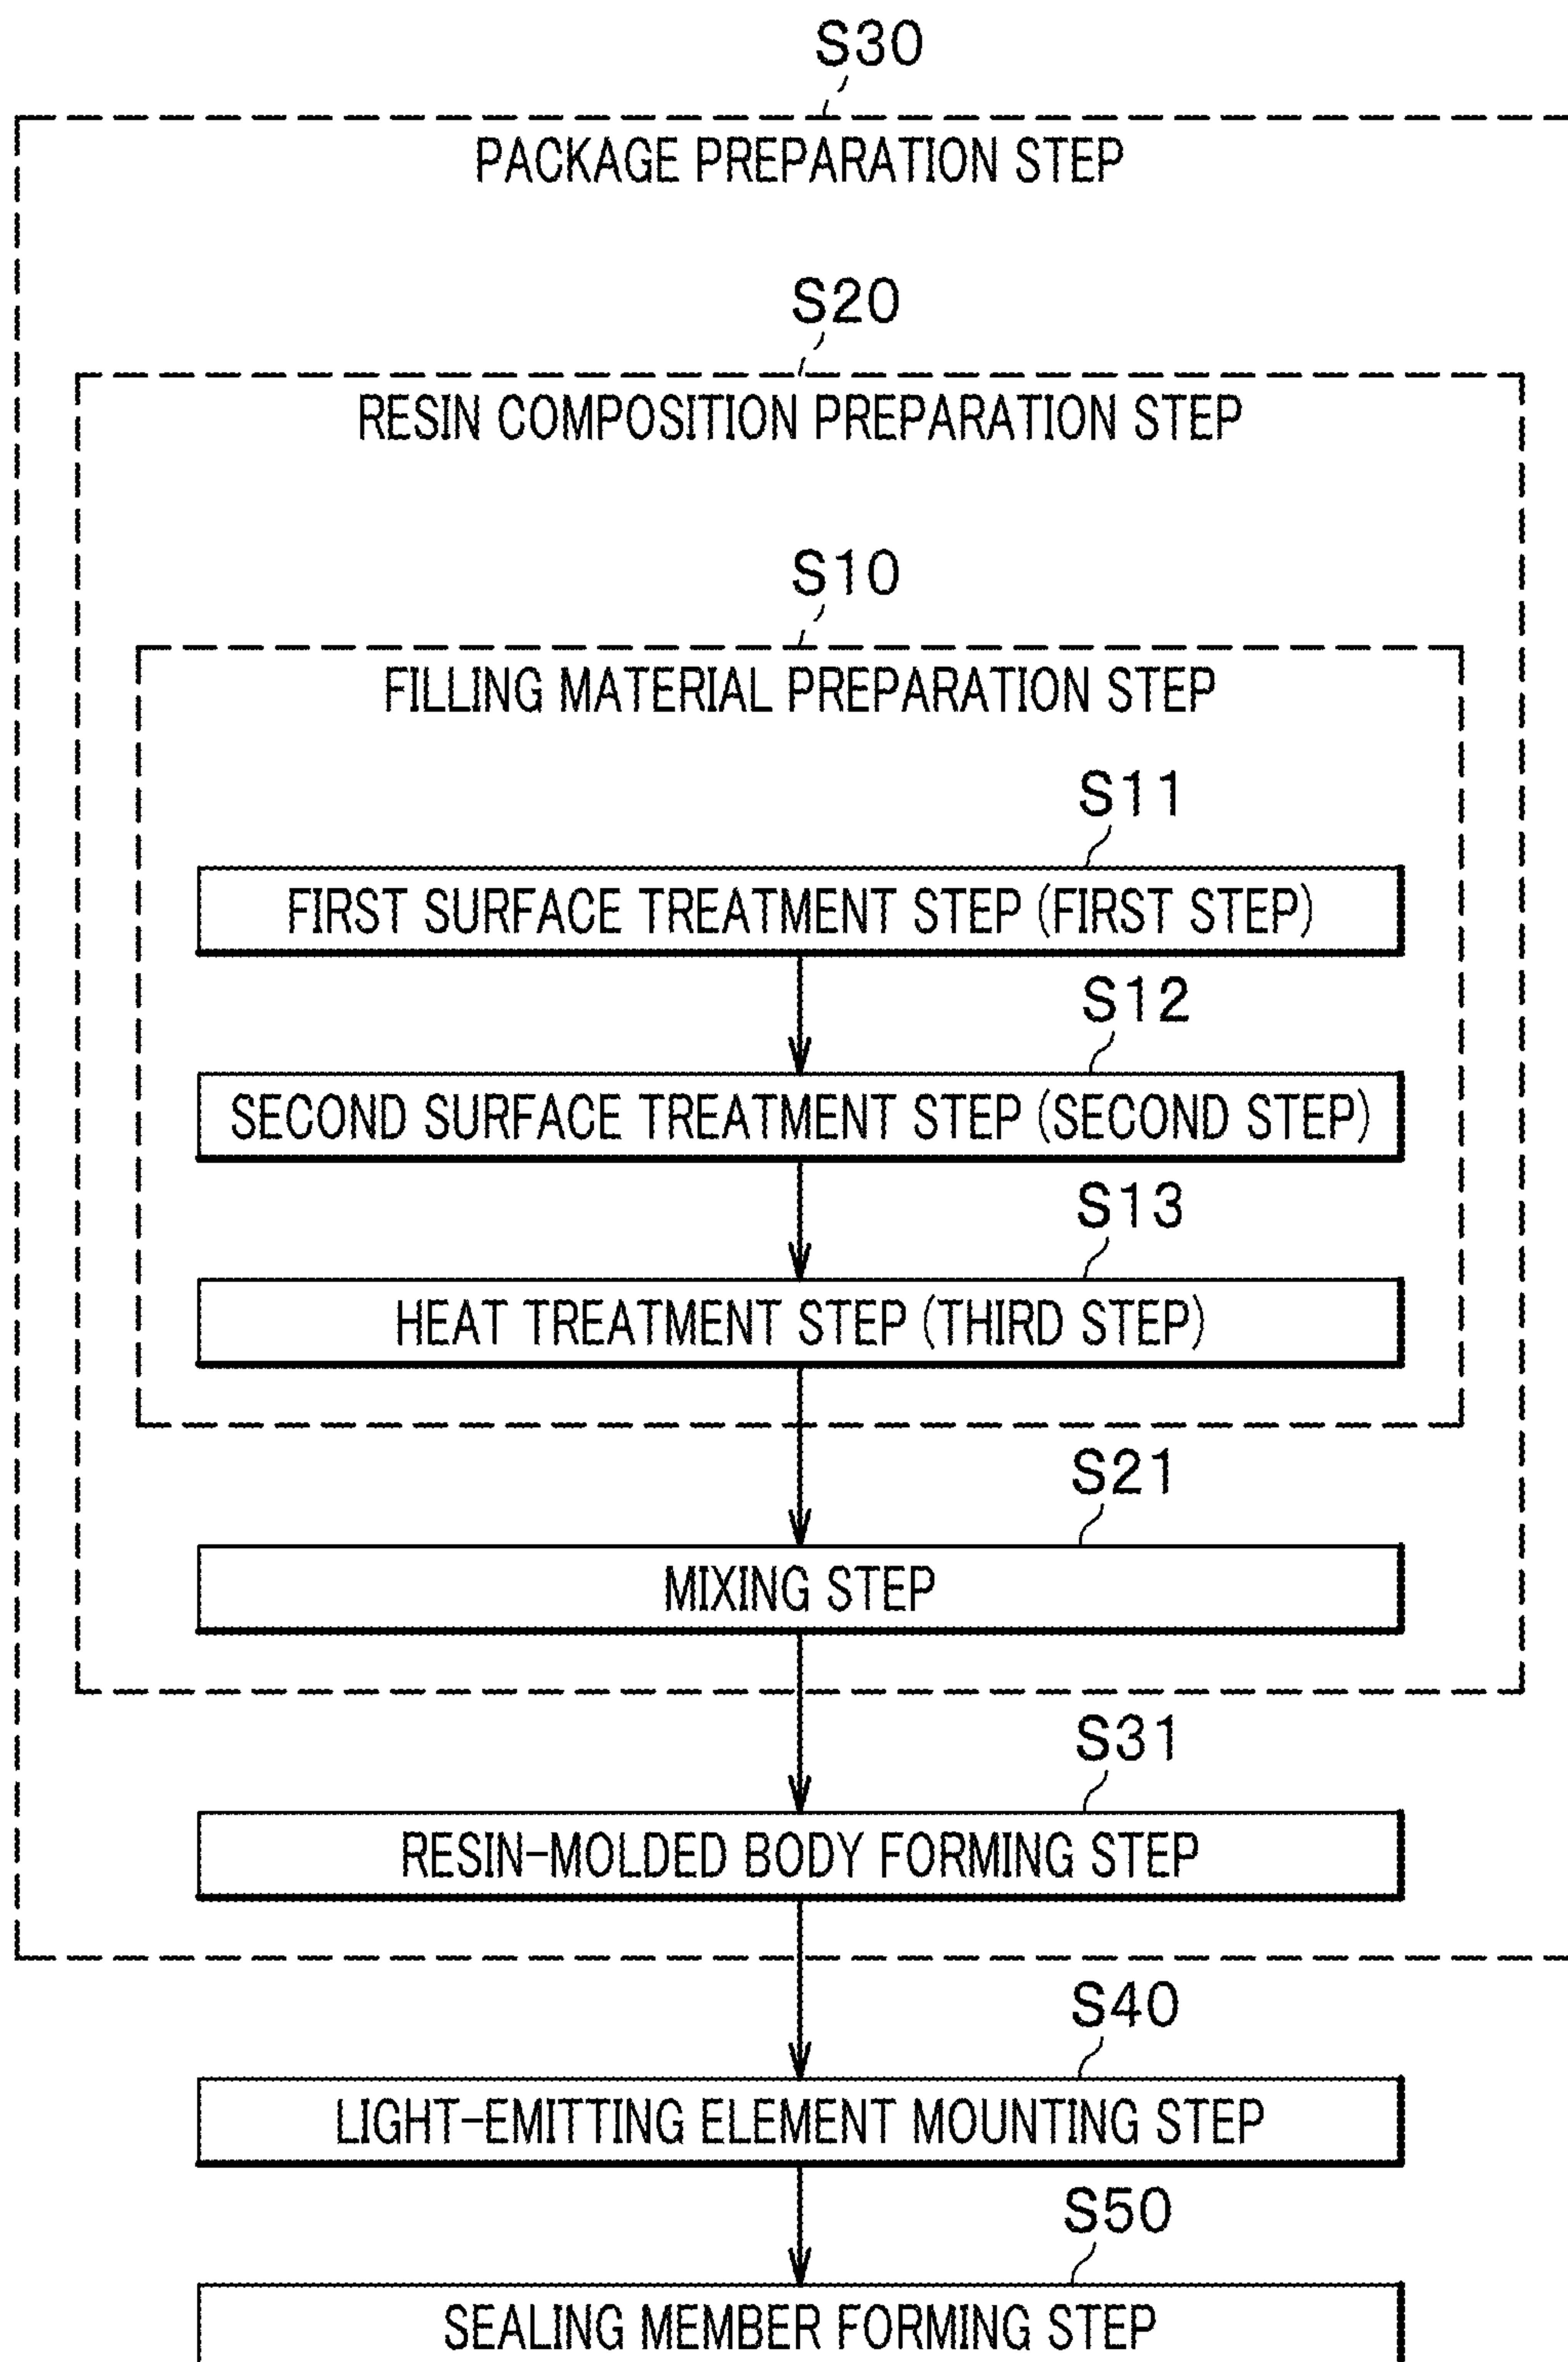 S30
PACKAGE PREPARATION STEP
S20
RESIN COMPOSITION PREPARATION STEP
S10
FILLING MATERIAL PREPARATION STEP
S11
FIRST SURFACE TREATMENT STEP (FIRST STEP)
S12
SECOND SURFACE TREATMENT STEP (SECOND STEP)
S13
HEAT TREATMENT STEP (THIRD STEP)
S21
MIXING STEP
S31
RESIN-MOLDED BODY FORMING STEP
S40
LIGHT-EMITTING ELEMENT MOUNTING STEP
S50
SEALING MEMBER FORMING STEP